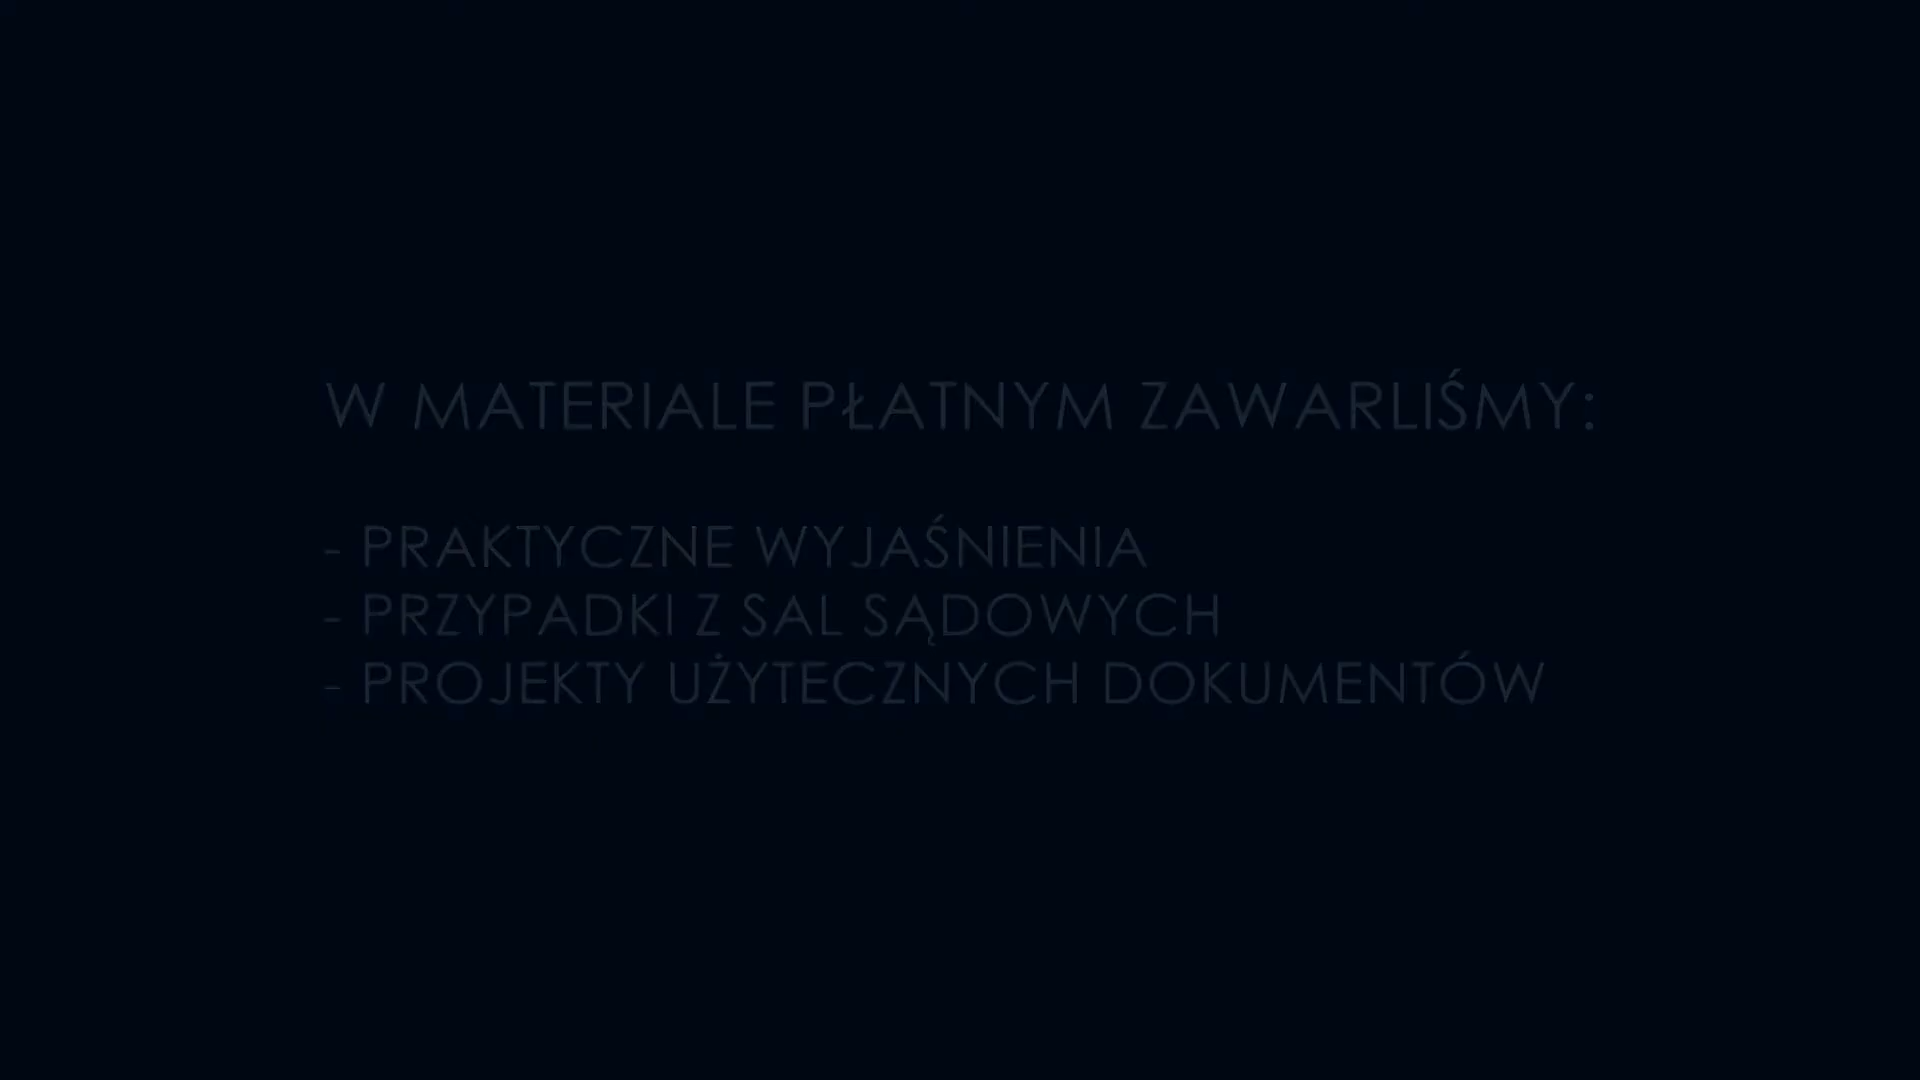 W MATERIALE PŁATNYM ZAWARLIŚMY:
- PRAKTYCZNE WYJAŚNIENIA
- PRZYPADKI Z SAL SĄDOWYCH
- PROJEKTY UŻYTECZNYCH DOKUMENTÓW